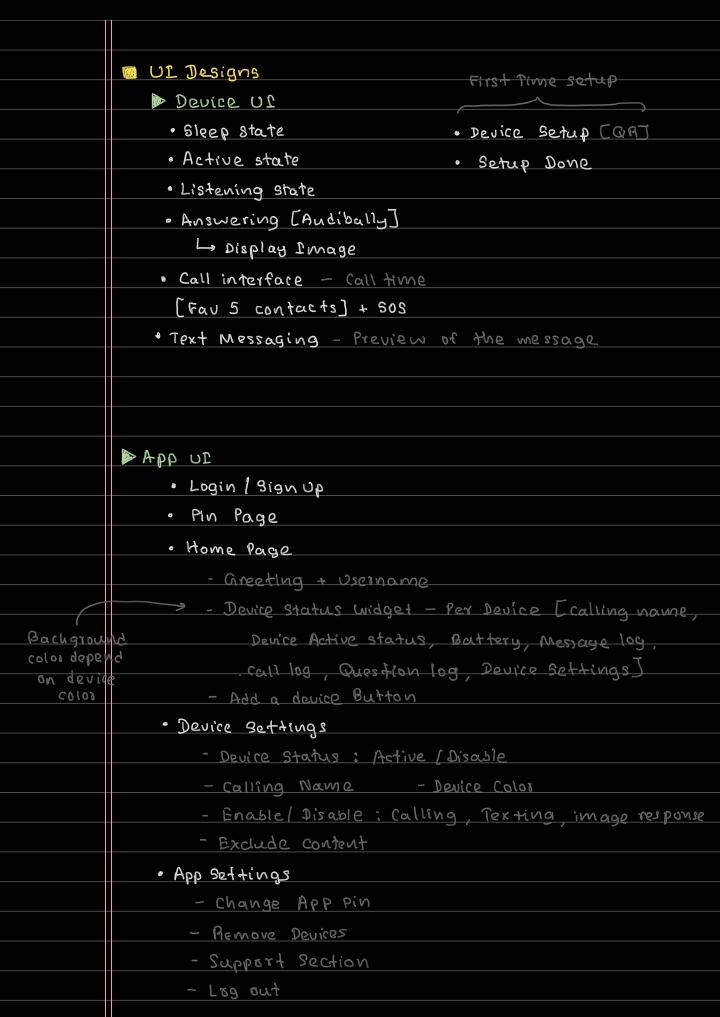 UI Designs
First Time setup
Device UI
• Sleep state
• Device Setup [QR]
• Active state
• Setup Done
• Listening state
• Answering [Audibally]
↳ Display Image
• Call interface – Call time
[Fav 5 contacts] + SOS
• Text Messaging – Preview of the message
App UI
• Login / Sign Up
• Pin Page
• Home Page
- Greeting + Username
- Device Status widget – Per Device [calling name,
Device Active status, Battery, Message log,
call log, Question log, Device Settings]
- Add a device Button
Background
color depend
on device
color
• Device Settings
- Device Status : Active / Disable
- Calling Name - Device Color
- Enable / Disable : Calling, Texting, image response
- Exclude content
• App Settings
- Change App pin
- Remove Devices
- Support Section
- Log out